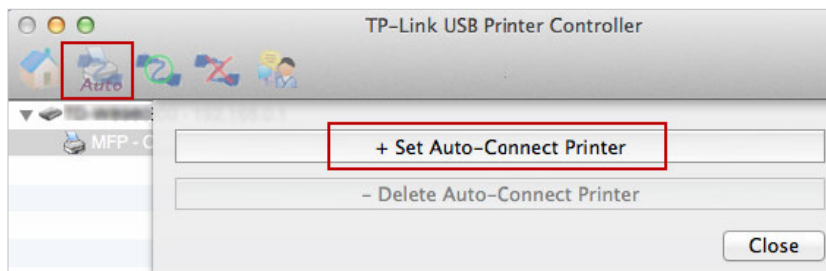 TP-Link USB Printer Controller
Auto
MFP - C
+ Set Auto-Connect Printer
- Delete Auto-Connect Printer
Close